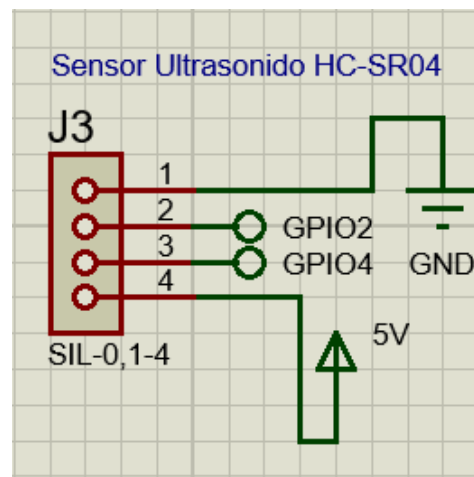 Sensor Ultrasonido HC-SR04
J3
1
2
GPIO2
3
GPIO4
GND
4
5V
SIL-0,1-4